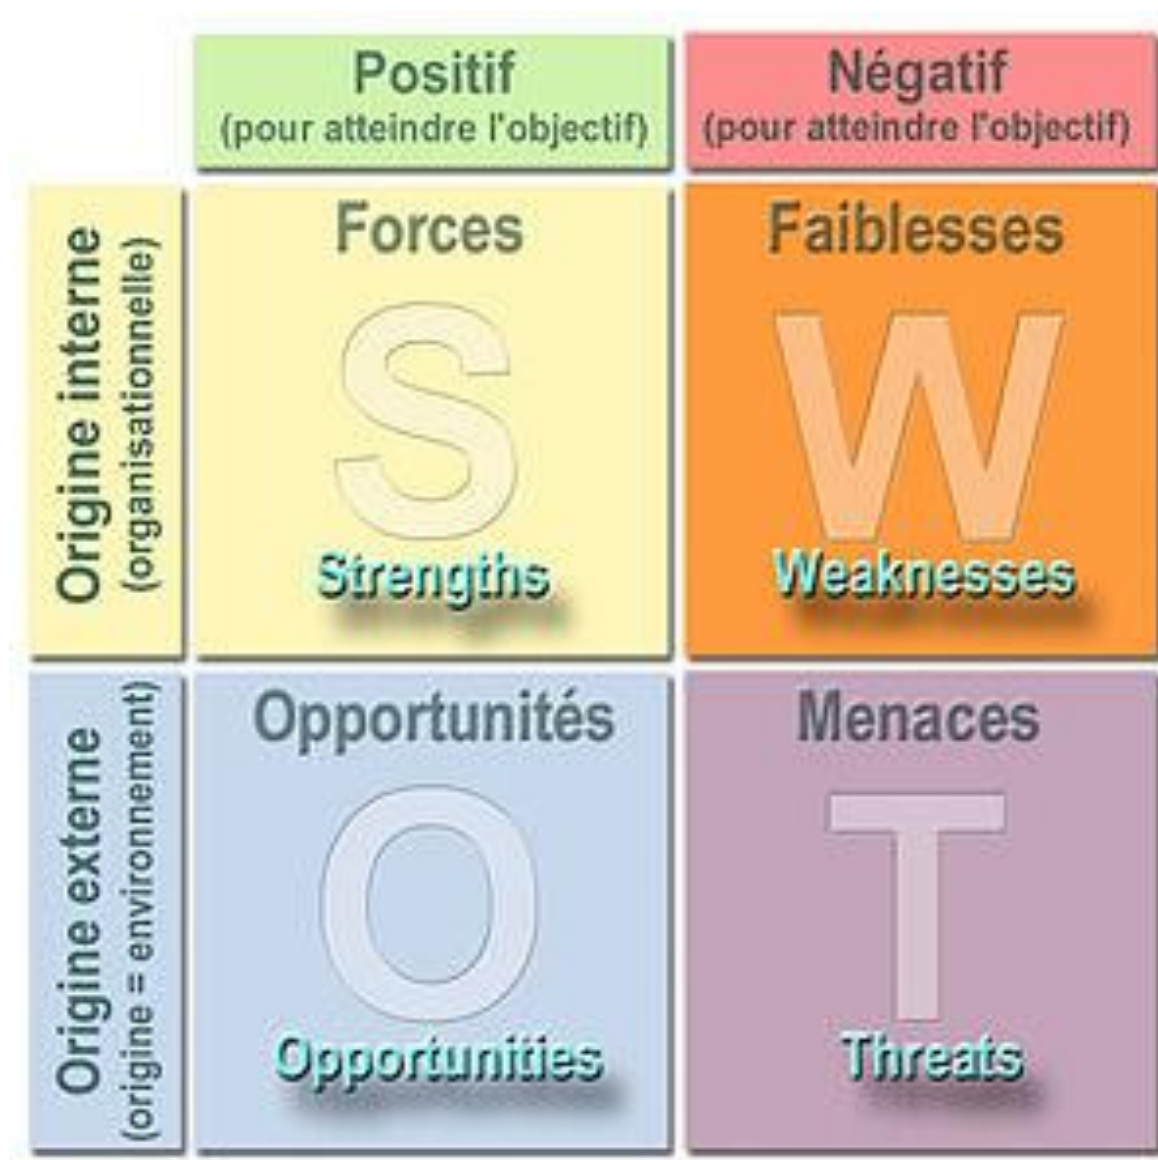 Positif
(pour atteindre l'objectif)
Négatif
(pour atteindre l'objectif)
Origine interne
(organisationnelle)
Forces
S
Strengths
Faiblesses
W
Weaknesses
Origine externe
(origine = environnement)
Opportunités
O
Opportunities
Menaces
T
Threats